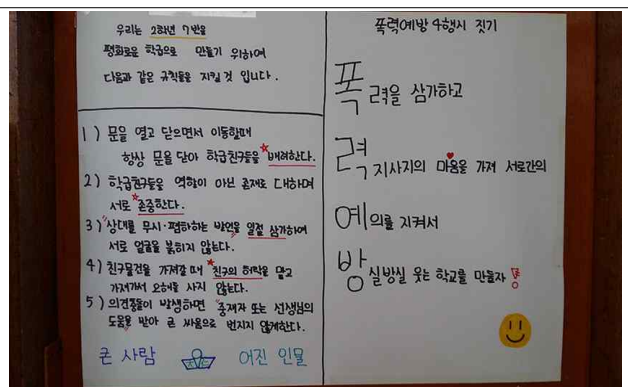 우리는 2학년 7반을
평화로운 학급으로 만들기 위하여
다음과 같은 규칙들을 지킬 것 입니다.
1) 문을 열고 닫으면서 이동할때
항상 문을 닫아 학급친구들을 배려한다.
2) 학급친구들을 역할이 아닌 존재로 대하며
서로 존중한다.
3) 상대를 무시·폄하하는 발언을 일절 삼가하여
서로 얼굴을 붉히지 않는다.
4) 친구물건을 가져갈 때 친구의 허락을 맡고
가져가서 오해를 사지 않는다.
5) 의견충돌이 발생하면 중재자 또는 선생님의
도움을 받아 큰 싸움으로 번지지 않게한다.
큰 사람 어진 인물
폭력예방 4행시 짓기
폭력을 삼가하고
력지사지의 마음을 가져 서로간의
예의를 지켜서
방실방실 웃는 학교를 만들자!